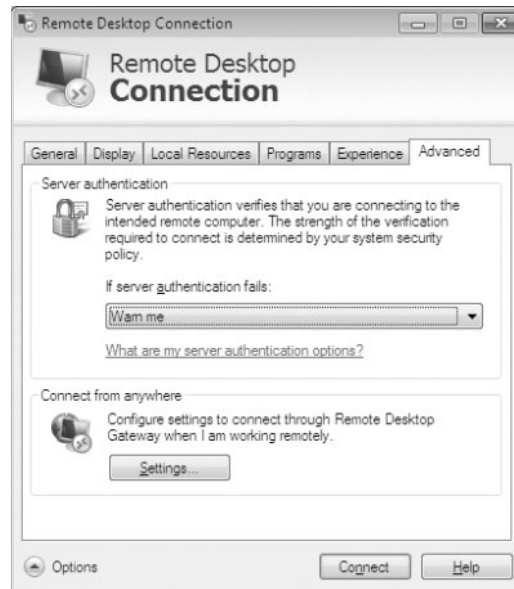 Remote Desktop Connection
Remote Desktop
Connection
General Display Local Resources Programs Experience Advanced
Server authentication
Server authentication verifies that you are connecting to the
intended remote computer. The strength of the verification
required to connect is determined by your system security
policy.
If server authentication fails:
Warn me
What are my server authentication options?
Connect from anywhere
Configure settings to connect through Remote Desktop
Gateway when I am working remotely.
Settings...
Options Connect Help